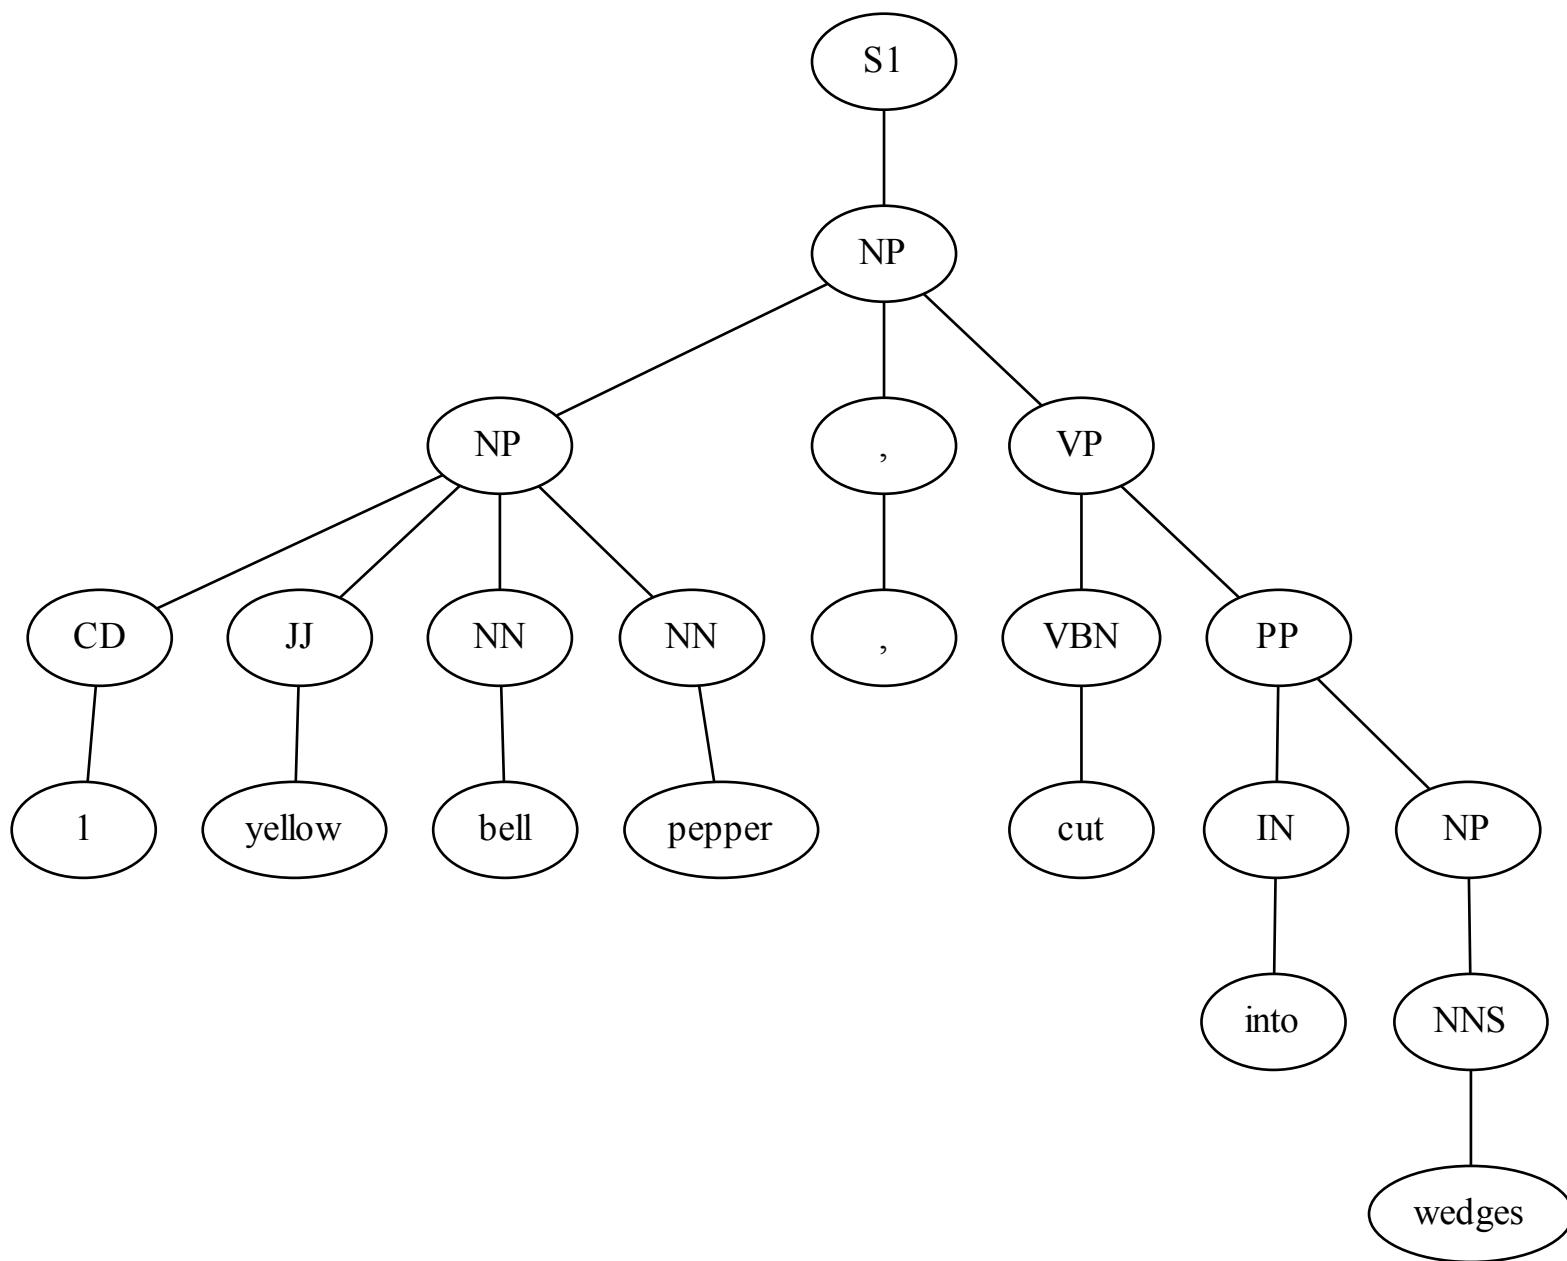 S1
NP
NP , VP
CD JJ NN NN , VBN PP
1 yellow bell pepper cut IN NP
into NNS
wedges